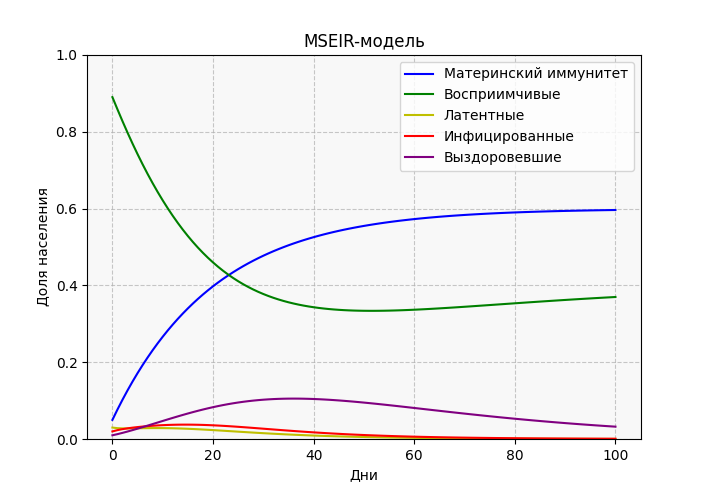 MSEIR-модель
Материнский иммунитет
Восприимчивые
Латентные
Инфицированные
Выздоровевшие
Доля населения
1.0
0.8
0.6
0.4
0.2
0.0
0 20 40 60 80 100
Дни